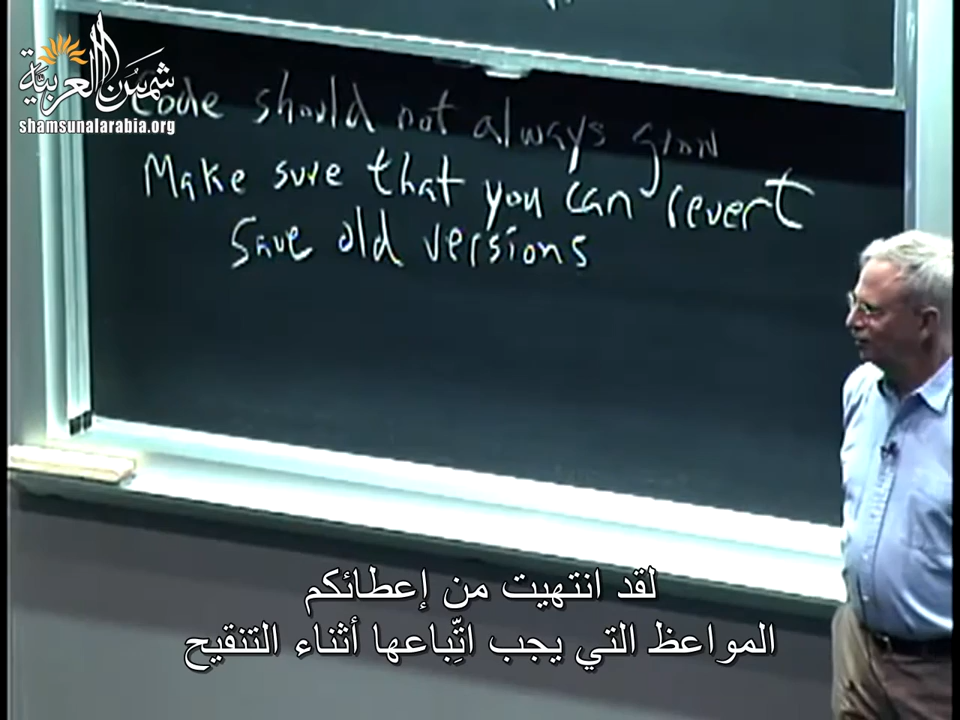 شمس العربية
shamsunalarabia.org
Code should not always grow
Make sure that you can revert
Save old versions
لقد انتهيت من إعطائكم
المواعظ التي يجب اتِّباعها أثناء التنقيح